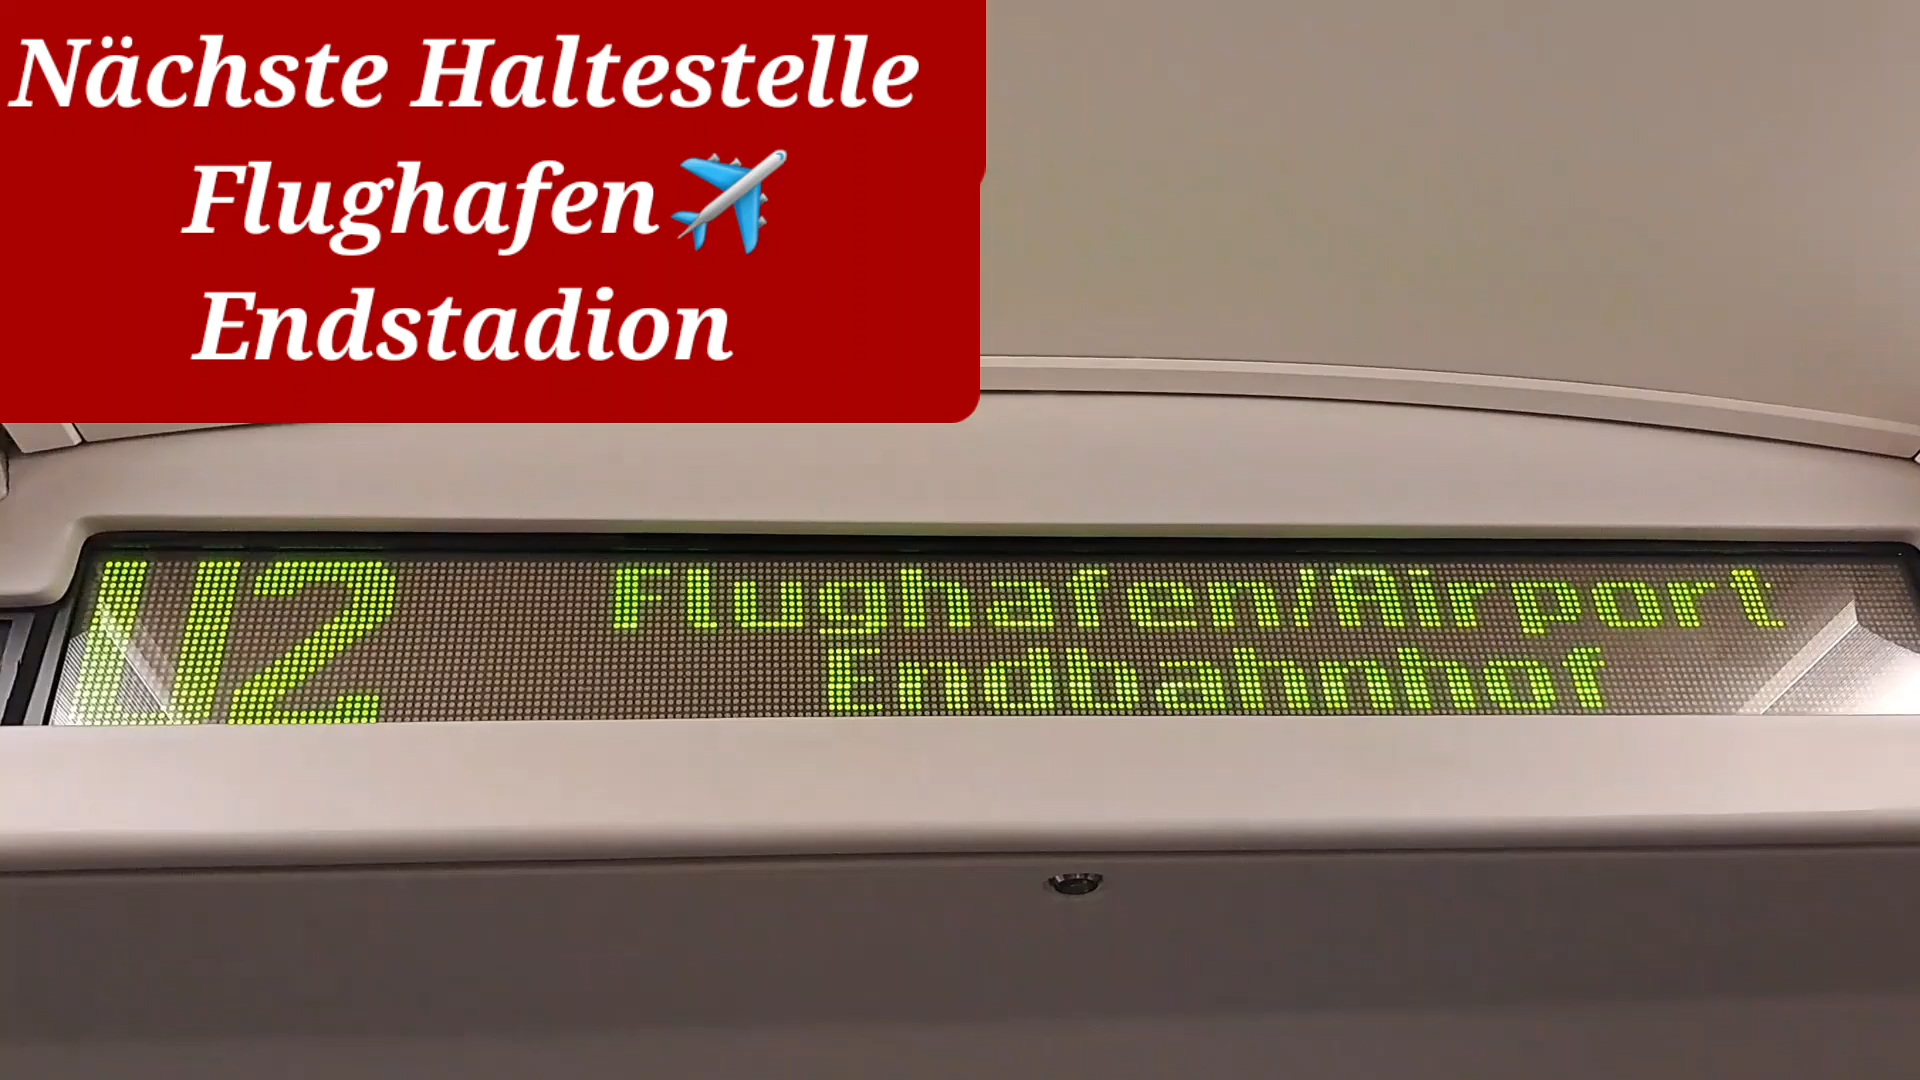 Nächste Haltestelle
Flughafen✈️
Endstadion
U2 Flughafen/Airport
Endbahnhof